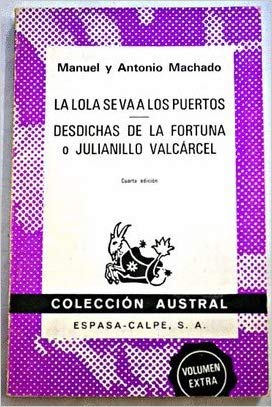 Manuel y Antonio Machado
LA LOLA SE VA A LOS PUERTOS
DESDICHAS DE LA FORTUNA
o JULIANILLO VALCÁRCEL
Cuarta edición
COLECCIÓN AUSTRAL
ESPASA-CALPE, S. A.
VOLUMEN
EXTRA